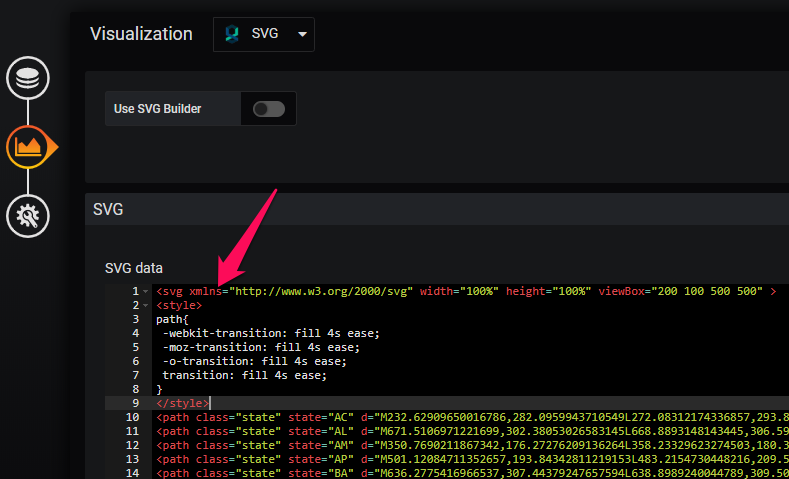 Visualization SVG
Use SVG Builder
SVG
SVG data
1 <svg xmlns="http://www.w3.org/2000/svg" width="100%" height="100%" viewBox="200 100 500 500" >
2 <style>
3 path{
4 -webkit-transition: fill 4s ease;
5 -moz-transition: fill 4s ease;
6 -o-transition: fill 4s ease;
7 transition: fill 4s ease;
8 }
9 </style>
10 <path class="state" state="AC" d="M232.62909650016786,282.0959943710549L272.08312174336857,293.8
11 <path class="state" state="AL" d="M671.5106971221699,302.38053026583145L668.8893148143445,306.59
12 <path class="state" state="AM" d="M350.7690211867342,176.27276209136264L358.23329623274503,180.3
13 <path class="state" state="AP" d="M501.12084711352657,193.84342811219153L483.2154730448216,209.5
14 <path class="state" state="BA" d="M636.2775416966537,307.44379247657594L638.8989240044789,309.50